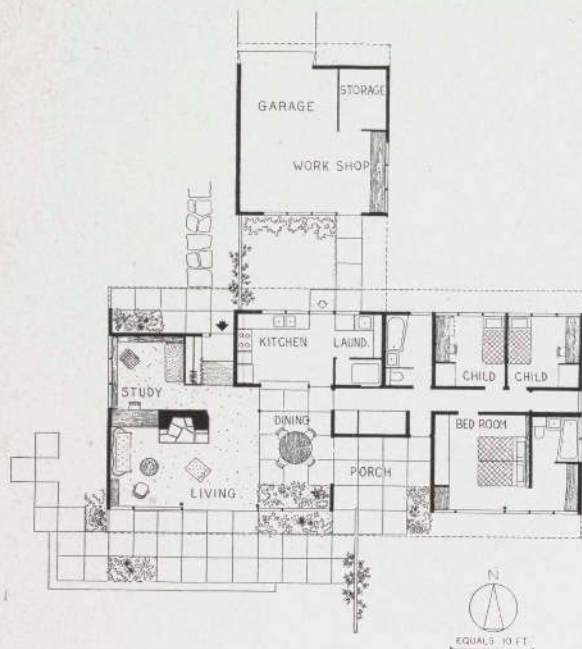 GARAGE
STORAGE
WORK SHOP
KITCHEN
LAUND.
CHILD
CHILD
STUDY
DINING
BED ROOM
PORCH
LIVING
N
EQUALS 10 FT.